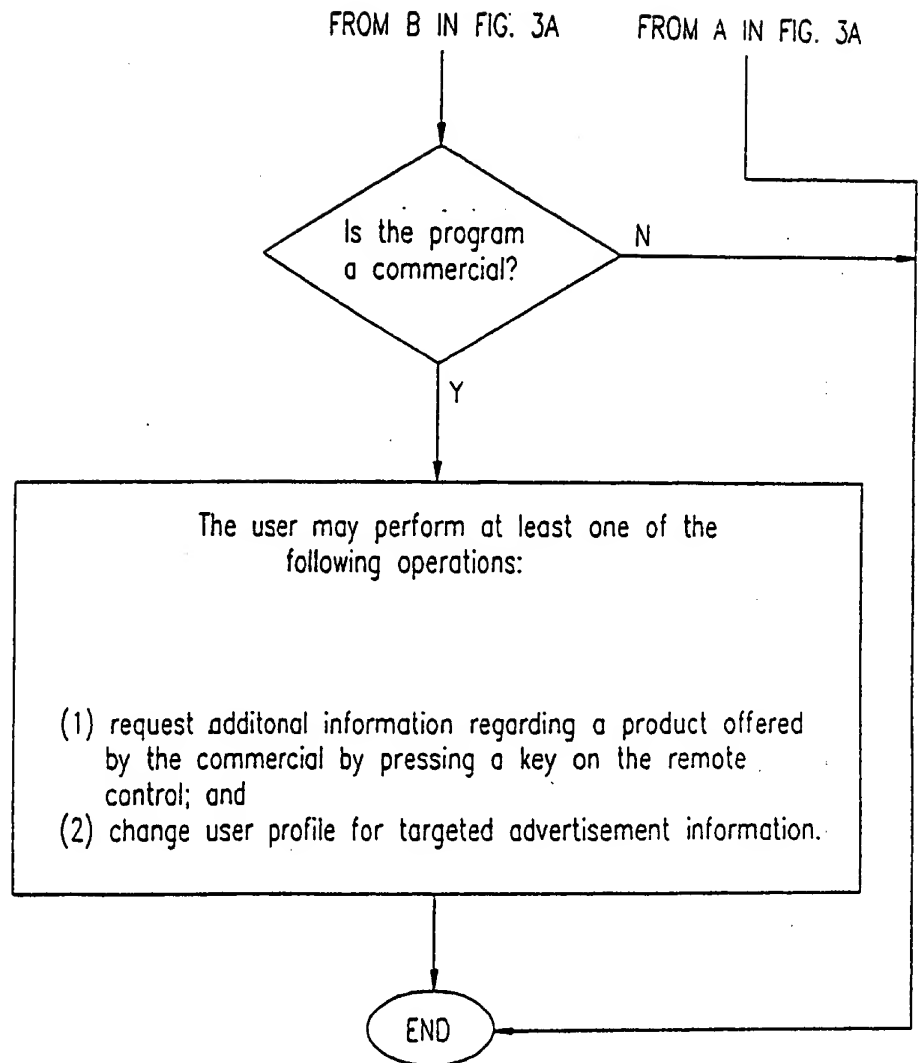 FROM B IN FIG. 3A
FROM A IN FIG. 3A
Is the program
a commercial?
N
Y
The user may perform at least one of the
following operations:
(1) request additonal information regarding a product offered
by the commercial by pressing a key on the remote
control; and
(2) change user profile for targeted advertisement information.
END